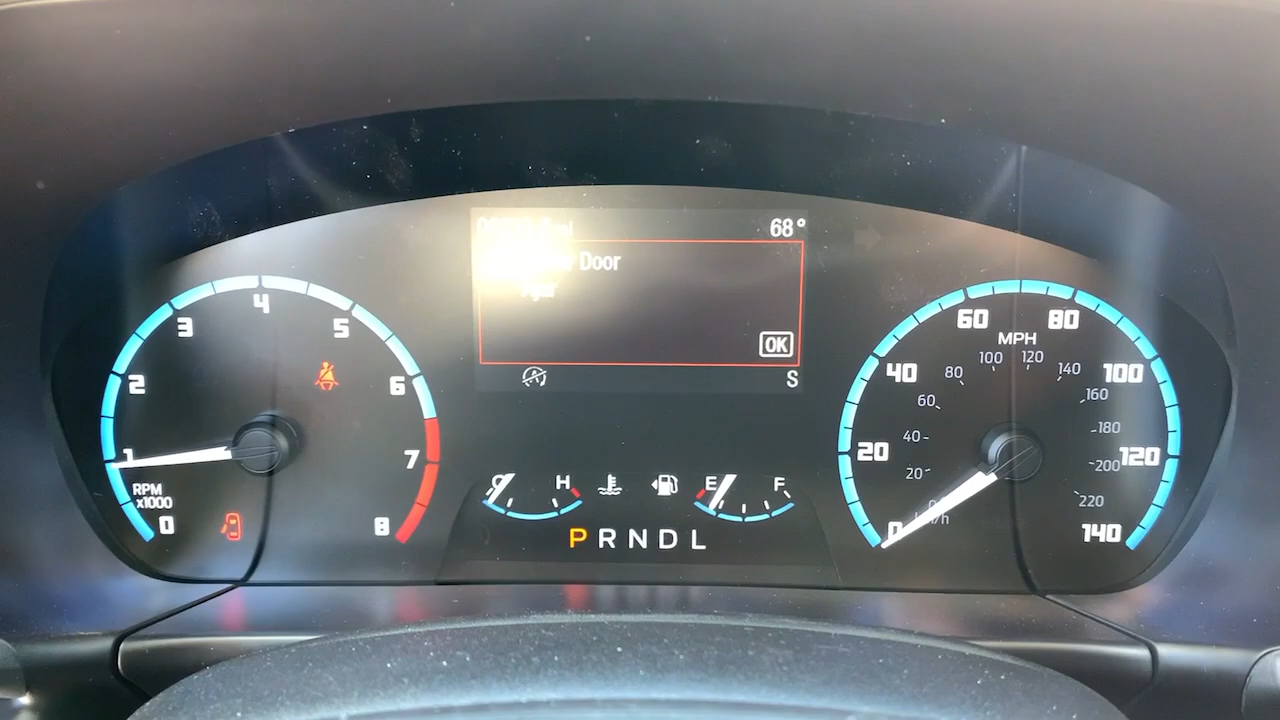 68°
Door
OK
S
0 1 2 3 4 5 6 7 8
RPM
x1000
C H
E F
P R N D L
MPH
0 20 40 60 80 100 120 140
20 40 60 80 100 120 140 160 180 200 220